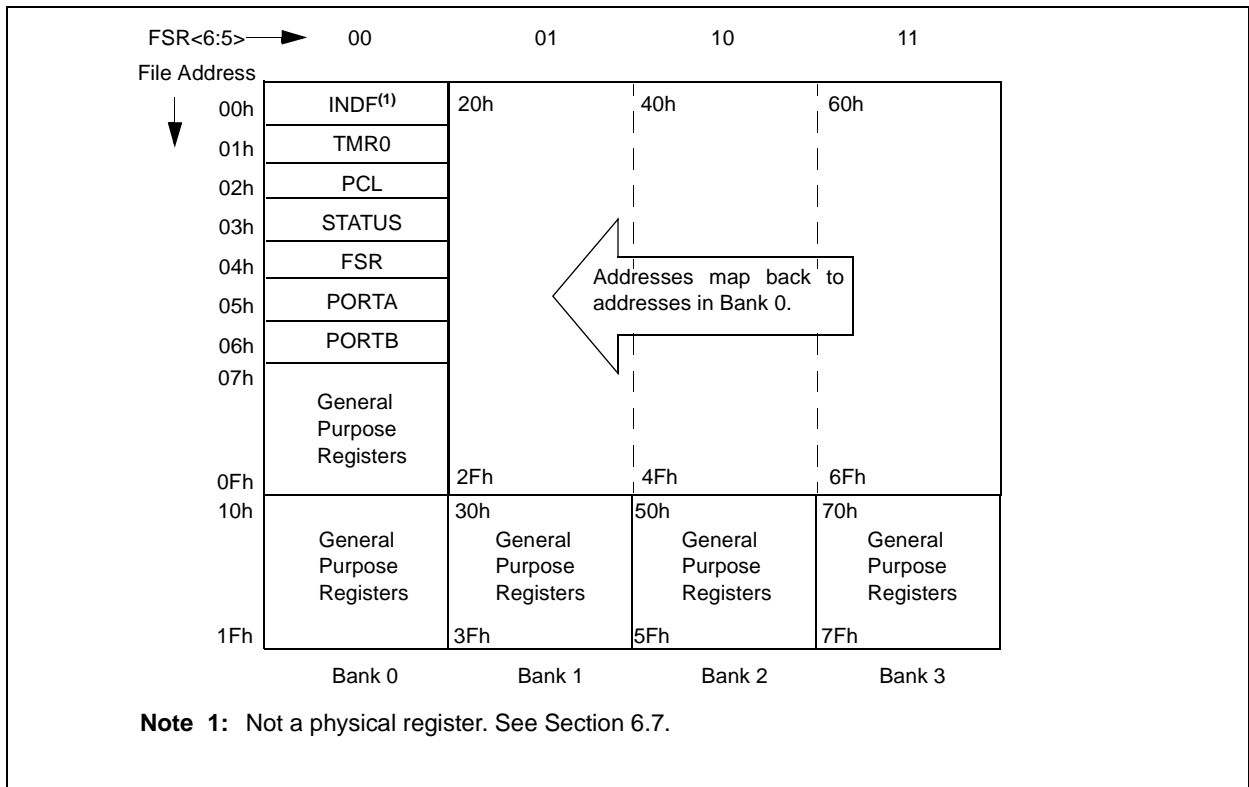 FSR<6:5> 00 01 10 11
File Address
00h INDF(1) 20h 40h 60h
01h TMR0
02h PCL
03h STATUS
04h FSR
Addresses map back to
05h PORTA
addresses in Bank 0.
06h PORTB
07h
General
Purpose
Registers
0Fh 2Fh 4Fh 6Fh
10h 30h 50h 70h
General General General General
Purpose Purpose Purpose Purpose
Registers Registers Registers Registers
1Fh 3Fh 5Fh 7Fh
Bank 0 Bank 1 Bank 2 Bank 3
Note 1: Not a physical register. See Section 6.7.